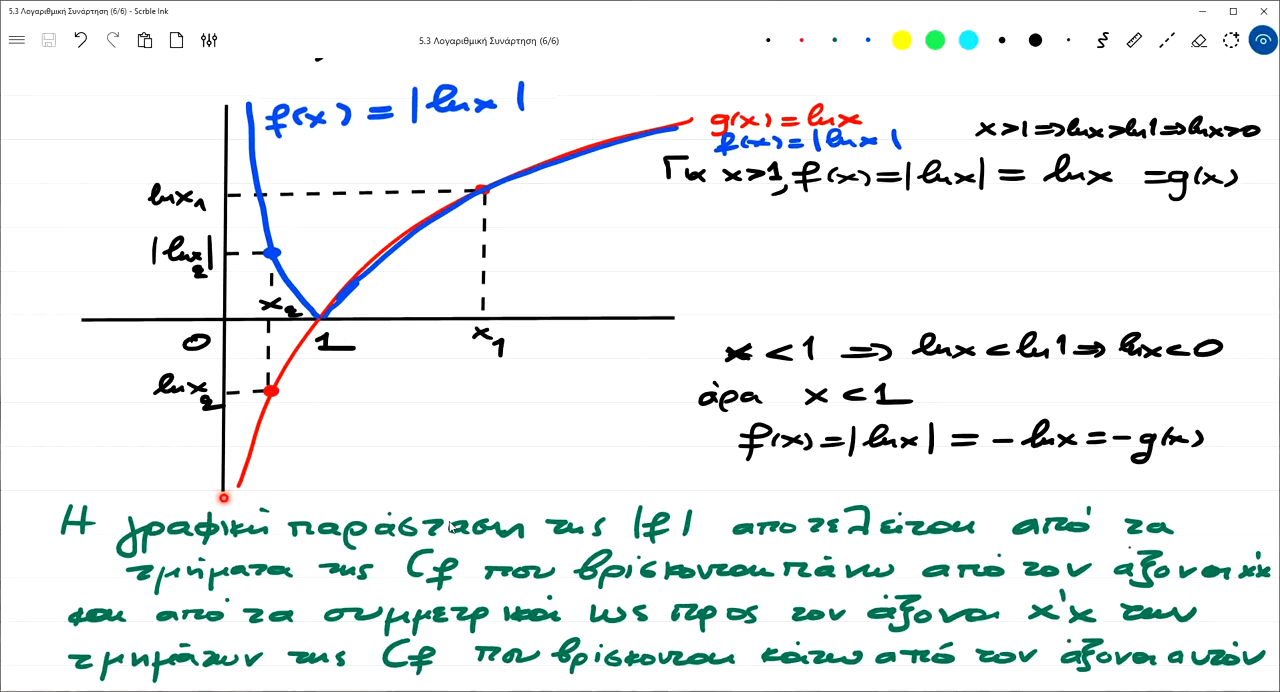 5.3 Λογαριθμική Συνάρτηση (6/6) - Scrble Ink
5.3 Λογαριθμική Συνάρτηση (6/6)
f(x) = |lnx|
g(x) = lnx
f(x) = |lnx|
x>1 ⇒ lnx>ln1 ⇒ lnx>0
Για x>1, f(x) = |lnx| = lnx = g(x)
lnx₁
|lnx₂|
x₂
0
1
x₁
lnx₂
x < 1 ⇒ lnx < ln1 ⇒ lnx < 0
άρα x < 1
f(x) = |lnx| = - lnx = - g(x)
Η γραφική παράσταση της |f| αποτελείται από τα
τμήματα της Cf που βρίσκονται πάνω από τον άξονα x'x
και από τα συμμετρικά ως προς τον άξονα x'x των
τμημάτων της Cf που βρίσκονται κάτω από τον άξονα αυτόν